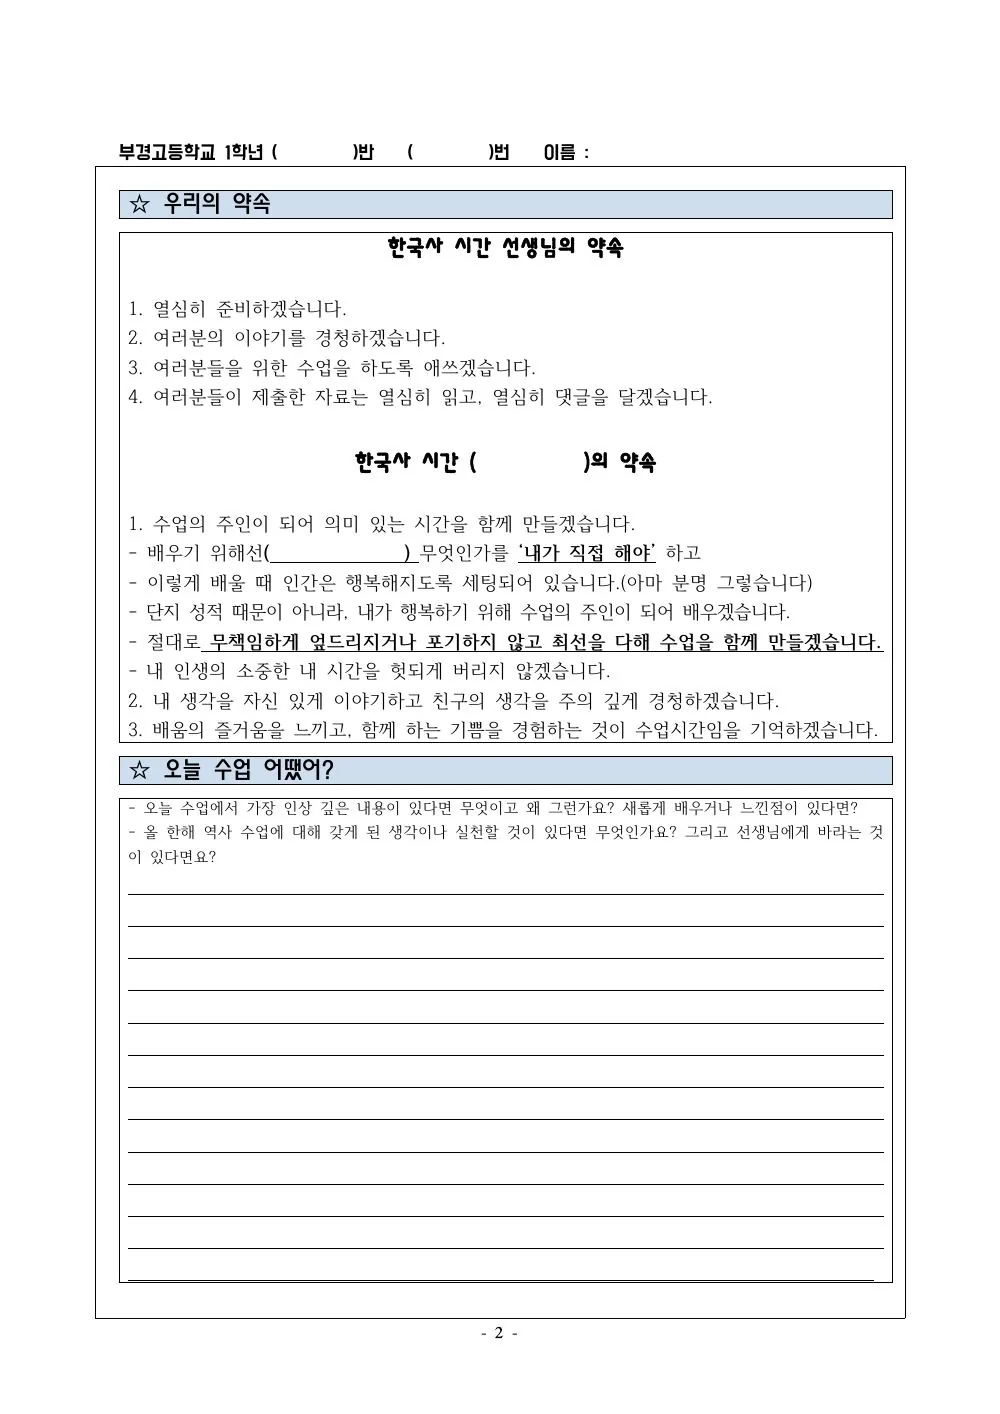 부경고등학교 1학년 (          )반    (          )번    이름 :
☆ 우리의 약속
한국사 시간 선생님의 약속
1. 열심히 준비하겠습니다.
2. 여러분의 이야기를 경청하겠습니다.
3. 여러분들을 위한 수업을 하도록 애쓰겠습니다.
4. 여러분들이 제출한 자료는 열심히 읽고, 열심히 댓글을 달겠습니다.
한국사 시간 (              )의 약속
1. 수업의 주인이 되어 의미 있는 시간을 함께 만들겠습니다.
- 배우기 위해선(              ) 무엇인가를 ‘내가 직접 해야’ 하고
- 이렇게 배울 때 인간은 행복해지도록 세팅되어 있습니다.(아마 분명 그렇습니다)
- 단지 성적 때문이 아니라, 내가 행복하기 위해 수업의 주인이 되어 배우겠습니다.
- 절대로 무책임하게 엎드리지거나 포기하지 않고 최선을 다해 수업을 함께 만들겠습니다.
- 내 인생의 소중한 내 시간을 헛되게 버리지 않겠습니다.
2. 내 생각을 자신 있게 이야기하고 친구의 생각을 주의 깊게 경청하겠습니다.
3. 배움의 즐거움을 느끼고, 함께 하는 기쁨을 경험하는 것이 수업시간임을 기억하겠습니다.
☆ 오늘 수업 어땠어?
- 오늘 수업에서 가장 인상 깊은 내용이 있다면 무엇이고 왜 그런가요? 새롭게 배우거나 느낀점이 있다면?
- 올 한해 역사 수업에 대해 갖게 된 생각이나 실천할 것이 있다면 무엇인가요? 그리고 선생님에게 바라는 것
이 있다면요?
- 2 -